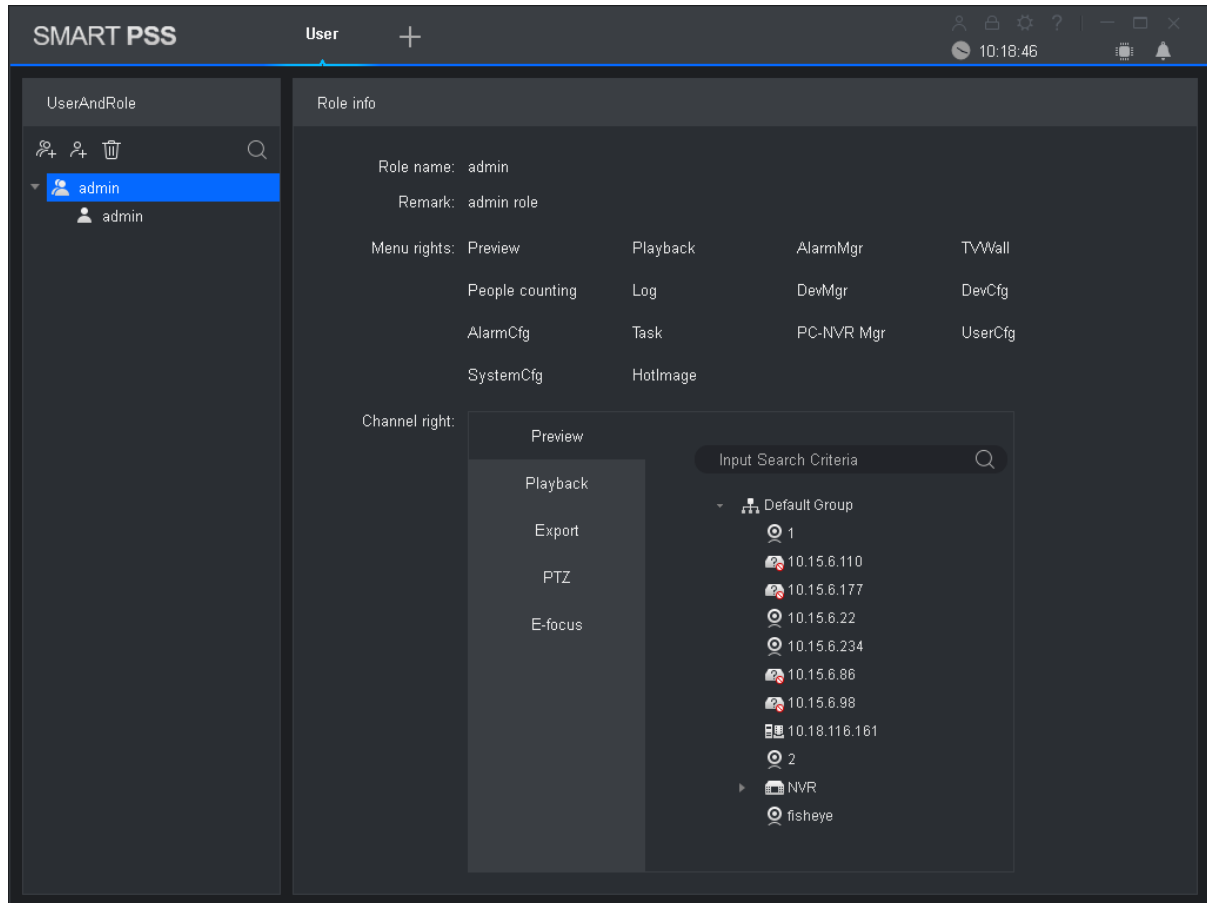 SMART PSS User 10:18:46
UserAndRole
admin
admin
Role info
Role name: admin
Remark: admin role
Menu rights: Preview Playback AlarmMgr TVWall
People counting Log DevMgr DevCfg
AlarmCfg Task PC-NVR Mgr UserCfg
SystemCfg HotImage
Channel right:
Preview
Playback
Export
PTZ
E-focus
Input Search Criteria
Default Group
1
10.15.6.110
10.15.6.177
10.15.6.22
10.15.6.234
10.15.6.86
10.15.6.98
10.18.116.161
2
NVR
fisheye